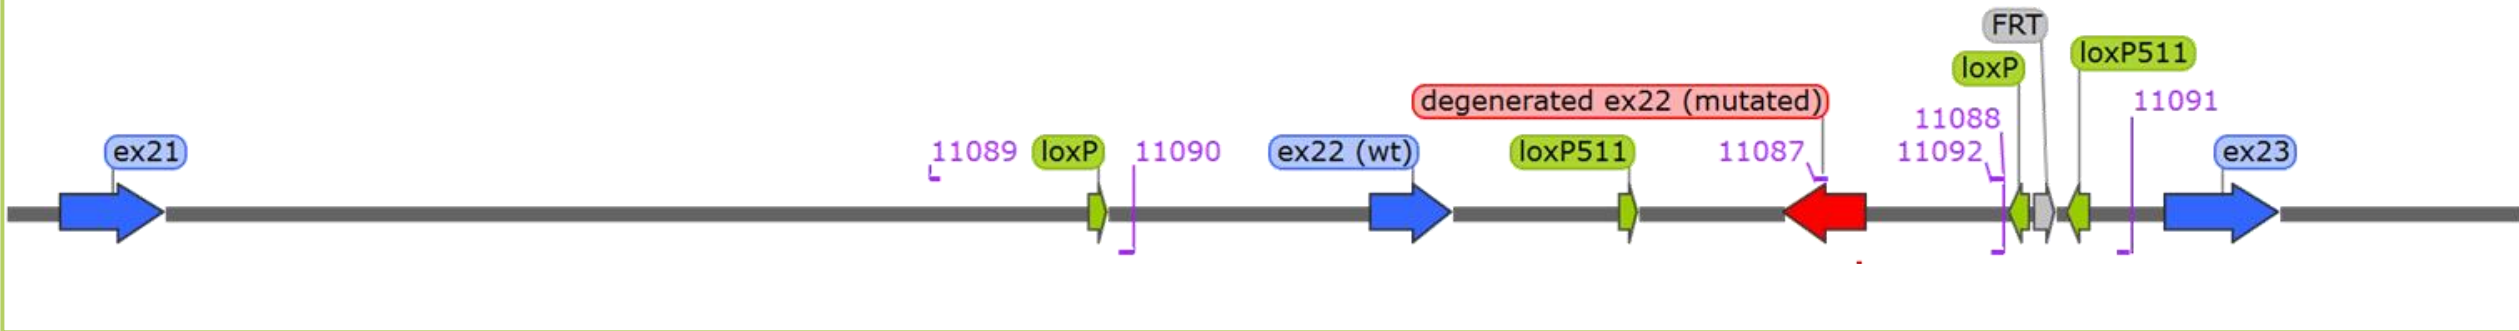 FRT
loxP
loxP511
degenerated ex22 (mutated)
11088
11091
ex21
11089
loxP
11090
ex22 (wt)
loxP511
11087
11092
ex23